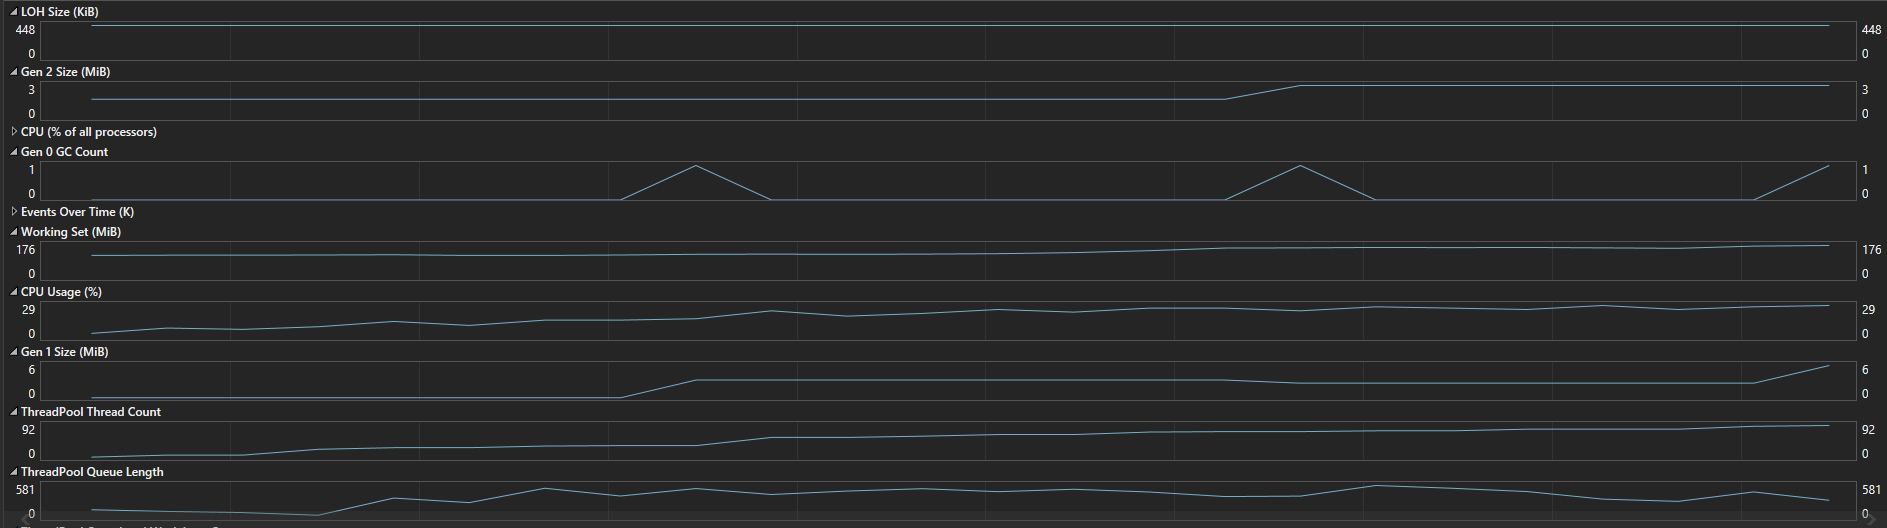 LOH Size (KiB)
448 448
0 0
Gen 2 Size (MiB)
3 3
0 0
CPU (% of all processors)
Gen 0 GC Count
1 1
0 0
Events Over Time (K)
Working Set (MiB)
176 176
0 0
CPU Usage (%)
29 29
0 0
Gen 1 Size (MiB)
6 6
0 0
ThreadPool Thread Count
92 92
0 0
ThreadPool Queue Length
581 581
0 0